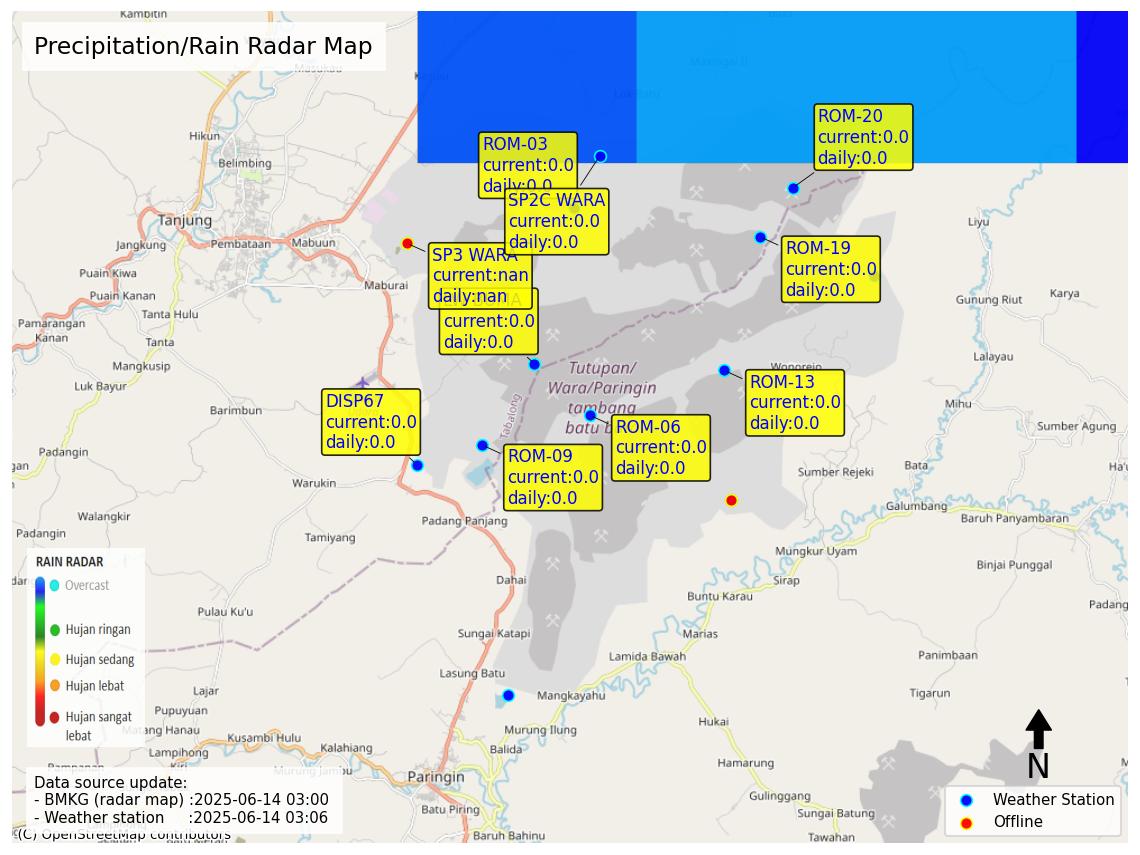 Precipitation/Rain Radar Map
Kambitin
Masukau
Kapau
Maningal II
Luk Batu
Hikun
Belimbing
Tanjung
Jangkung
Pembataan
Mabuun
Puain Kiwa
Puain Kanan
Maburai
Tanta Hulu
Pamarangan
Kanan
Tanta
Mangkusip
Luk Bayur
Barimbun
Padangin
Warukin
Walangkir
Padangin
Tamiyang
Padang Panjang
Pulau Ku'u
Dahai
Sungai Katapi
Lasung Batu
Lajar
Pupuyuan
Matang Hanau
Lampihong
Kusambi Hulu
Kalahiang
Murung Jambu
Paringin
Balida
Murung Ilung
Mangkayahu
Batu Piring
Baruh Bahinu
Liyu
Gunung Riut
Karya
Lalayau
Wonorejo
Mihu
Sumber Agung
Bata
Sumber Rejeki
Galumbang
Baruh Panyambaran
Mungkur Uyam
Binjai Punggal
Sirap
Buntu Karau
Padang
Marias
Lamida Bawah
Panimbaan
Tigarun
Hukai
Hamarung
Gulinggang
Sungai Batung
Tawahan
Tabalong
Tutupan/
Wara/Paringin
tambang
batu b
ROM-03
current:0.0
daily:0.0
SP2C WARA
current:0.0
daily:0.0
ROM-20
current:0.0
daily:0.0
ROM-19
current:0.0
daily:0.0
SP3 WARA
current:nan
daily:nan
current:0.0
daily:0.0
ROM-13
current:0.0
daily:0.0
DISP67
current:0.0
daily:0.0
ROM-06
current:0.0
daily:0.0
ROM-09
current:0.0
daily:0.0
RAIN RADAR
Overcast
Hujan ringan
Hujan sedang
Hujan lebat
Hujan sangat
lebat
Data source update:
- BMKG (radar map) :2025-06-14 03:00
- Weather station :2025-06-14 03:06
(C) OpenStreetMap contributors
N
Weather Station
Offline